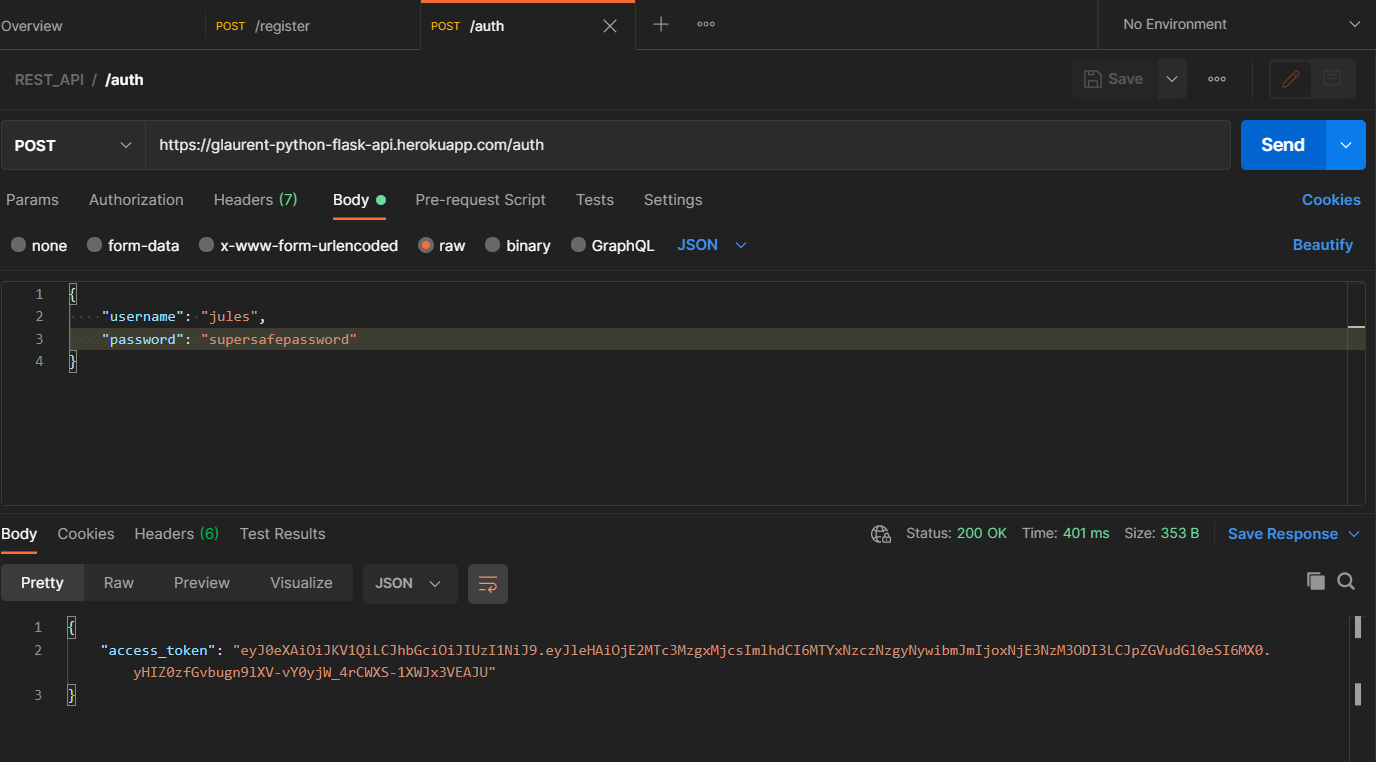 Overview POST /register POST /auth No Environment
REST_API / /auth Save
POST https://glaurent-python-flask-api.herokuapp.com/auth Send
Params Authorization Headers (7) Body Pre-request Script Tests Settings Cookies
none form-data x-www-form-urlencoded raw binary GraphQL JSON Beautify
1 {
2 "username": "jules",
3 "password": "supersafepassword"
4 }
Body Cookies Headers (6) Test Results Status: 200 OK Time: 401 ms Size: 353 B Save Response
Pretty Raw Preview Visualize JSON
1 {
2 "access_token": "eyJ0eXAiOiJKV1QiLCJhbGciOiJIUzI1NiJ9.eyJleHAiOjE2MTc3MzgxMjcsImlhdCI6MTYxNzczNzgyNywibmJmIjoxNjE3NzM3ODI3LCJpZGVudGl0eSI6MX0.
yHIZ0zfGvbugn9lXV-vY0yjW_4rCWXS-1XWJx3VEAJU"
3 }